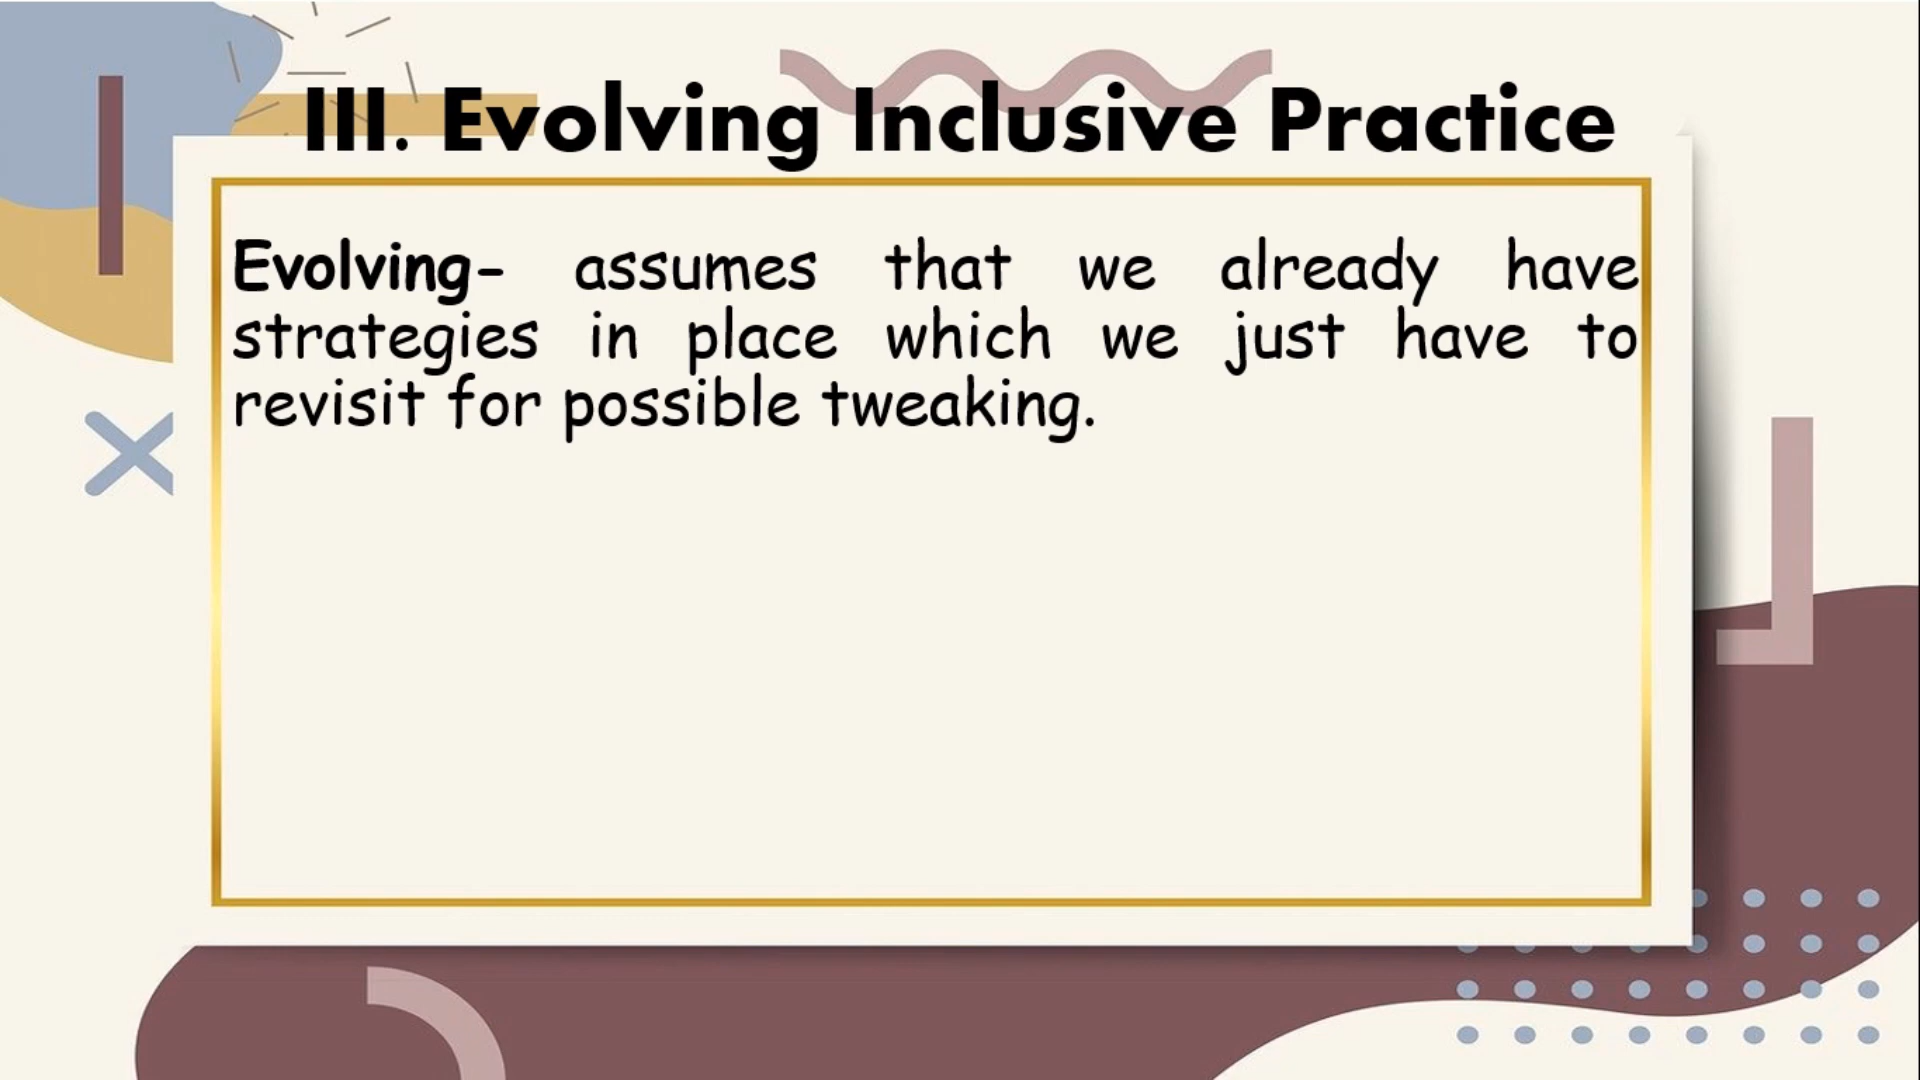 III. Evolving Inclusive Practice
Evolving- assumes that we already have
strategies in place which we just have to
revisit for possible tweaking.